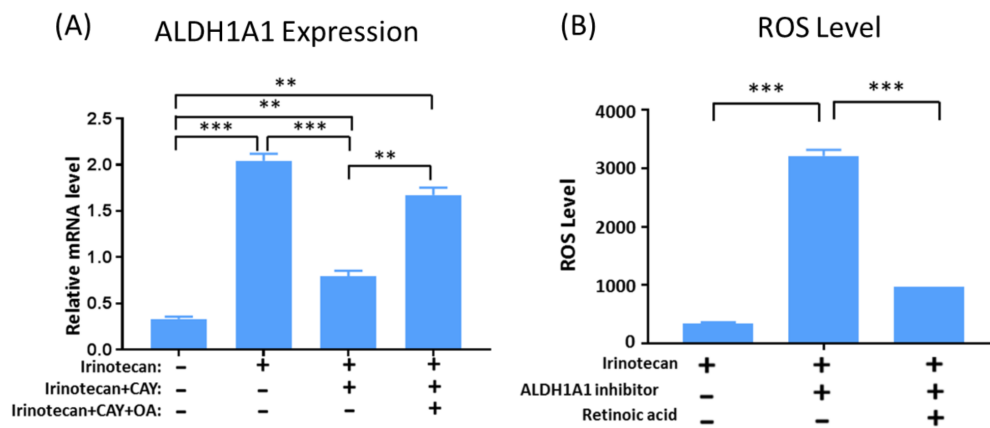 (A) ALDH1A1 Expression
**
**
*** ***
**
Relative mRNA level
2.5
2.0
1.5
1.0
0.5
0.0
Irinotecan: – + + +
Irinotecan+CAY: – – + +
Irinotecan+CAY+OA: – – – +
(B) ROS Level
*** ***
ROS Level
4000
3000
2000
1000
0
Irinotecan + + +
ALDH1A1 inhibitor – + +
Retinoic acid – – +